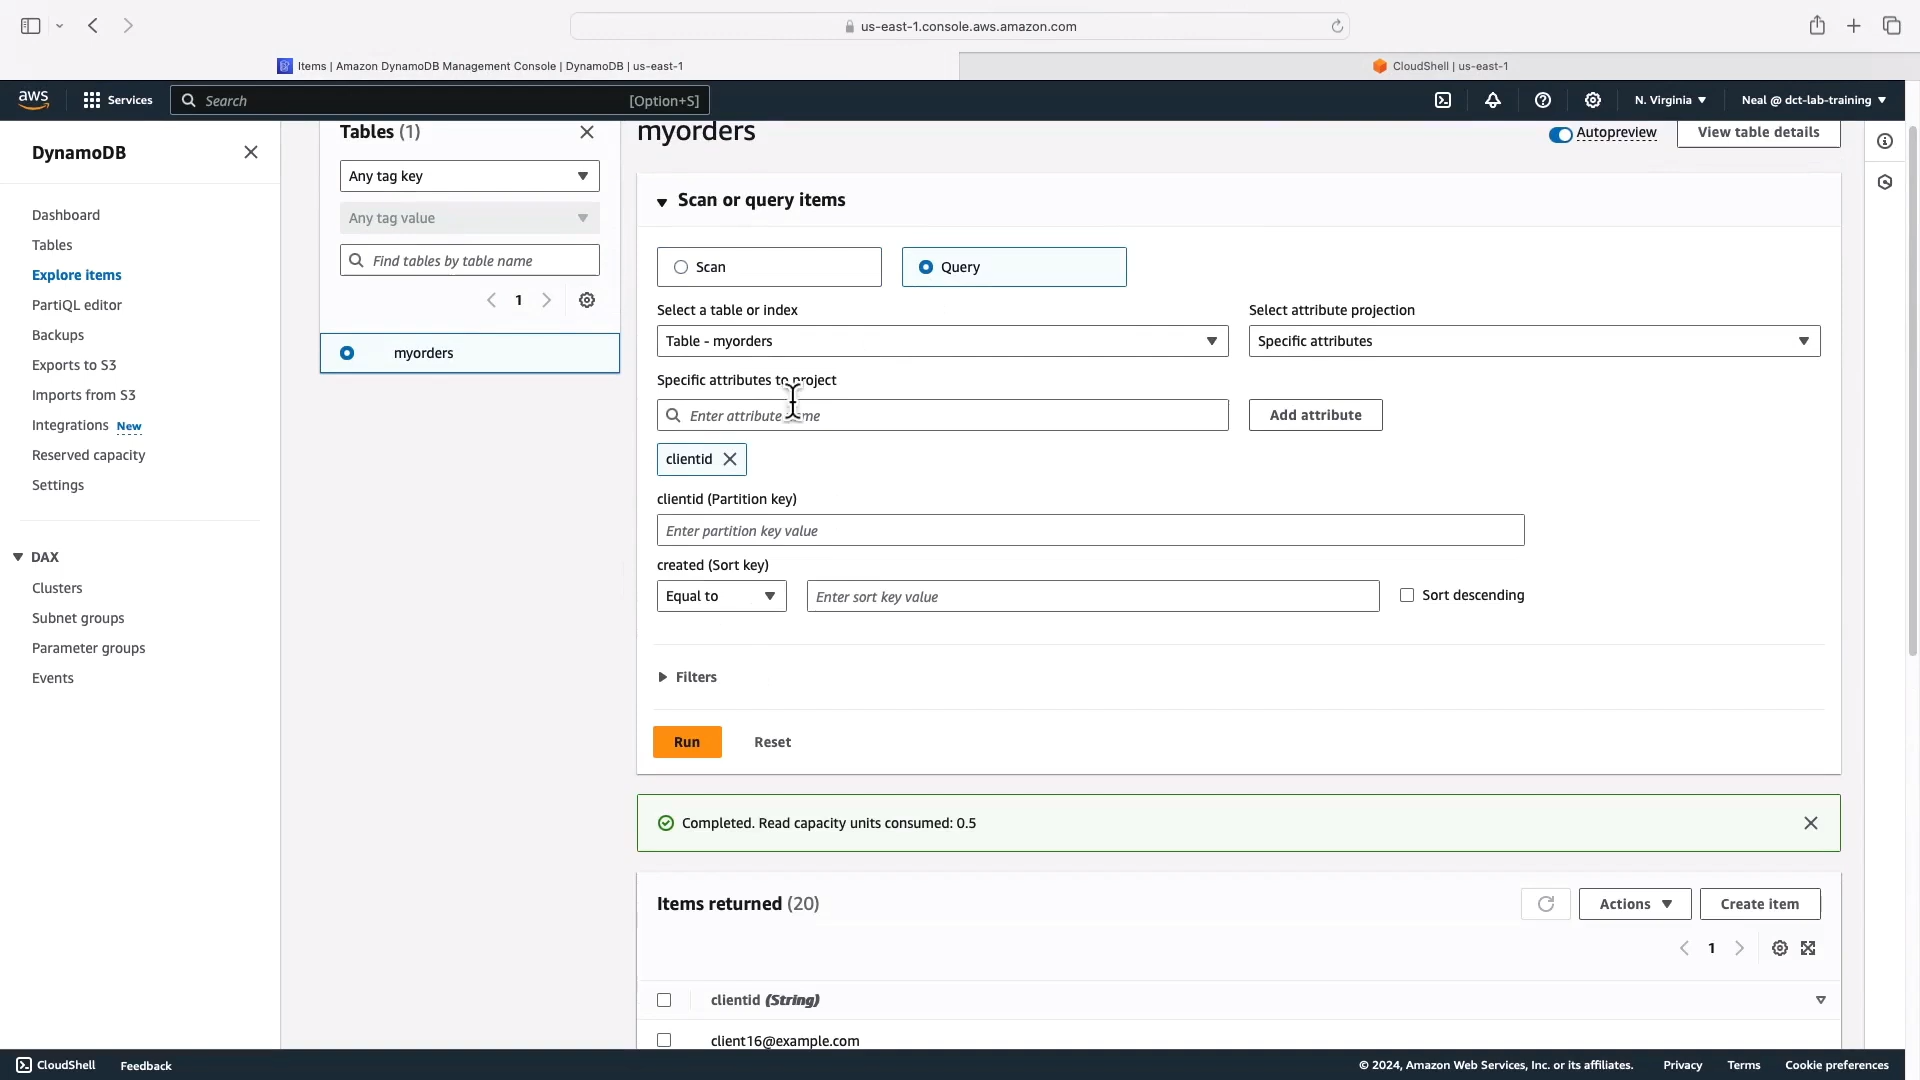 us-east-1.console.aws.amazon.com
Items | Amazon DynamoDB Management Console | DynamoDB | us-east-1
CloudShell | us-east-1
aws
Services
Search
[Option+S]
N. Virginia
Neal @ dct-lab-training
DynamoDB
Dashboard
Tables
Explore items
PartiQL editor
Backups
Exports to S3
Imports from S3
Integrations New
Reserved capacity
Settings
DAX
Clusters
Subnet groups
Parameter groups
Events
Tables (1)
Any tag key
Any tag value
Find tables by table name
1
myorders
myorders
Autopreview
View table details
Scan or query items
Scan
Query
Select a table or index
Table - myorders
Select attribute projection
Specific attributes
Specific attributes to project
Enter attribute
Add attribute
clientid
clientid (Partition key)
Enter partition key value
created (Sort key)
Equal to
Enter sort key value
Sort descending
Filters
Run
Reset
Completed. Read capacity units consumed: 0.5
Items returned (20)
Actions
Create item
1
clientid (String)
client16@example.com
CloudShell
Feedback
© 2024, Amazon Web Services, Inc. or its affiliates.
Privacy
Terms
Cookie preferences